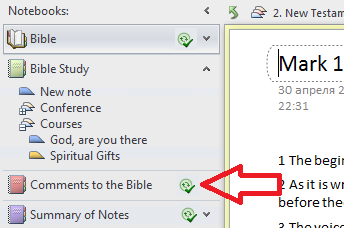 Notebooks:
Bible
Bible Study
New note
Conference
Courses
God, are you there
Spiritual Gifts
Comments to the Bible
Summary of Notes
2. New Testam
Mark 1
30 апреля 2
22:31
1 The begin
2 As it is wr
before the
3 The voice